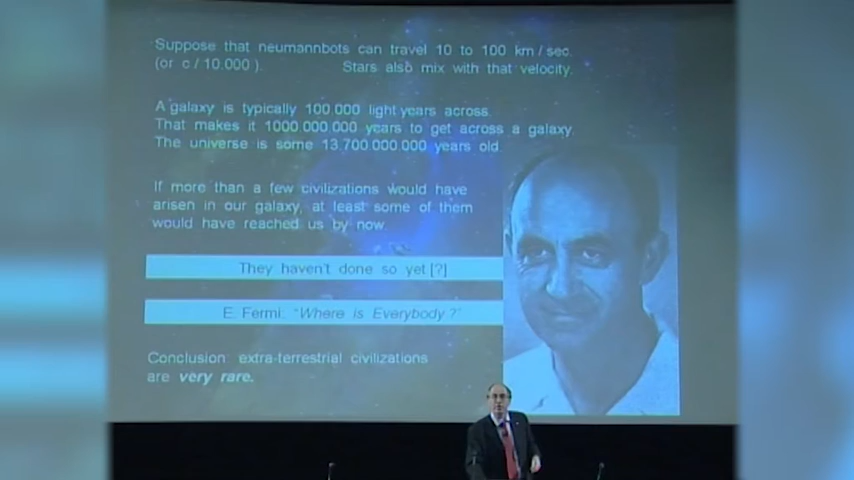 Suppose that neumannbots can travel 10 to 100 km / sec.
(or c / 10.000 ). Stars also mix with that velocity.
A galaxy is typically 100.000 light years across.
That makes it 1000.000.000 years to get across a galaxy.
The universe is some 13.700.000.000 years old.
If more than a few civilizations would have
arisen in our galaxy, at least some of them
would have reached us by now.
They haven't done so yet [?]
E. Fermi.: "Where is Everybody ?"
Conclusion: extra-terrestrial civilizations
are very rare.